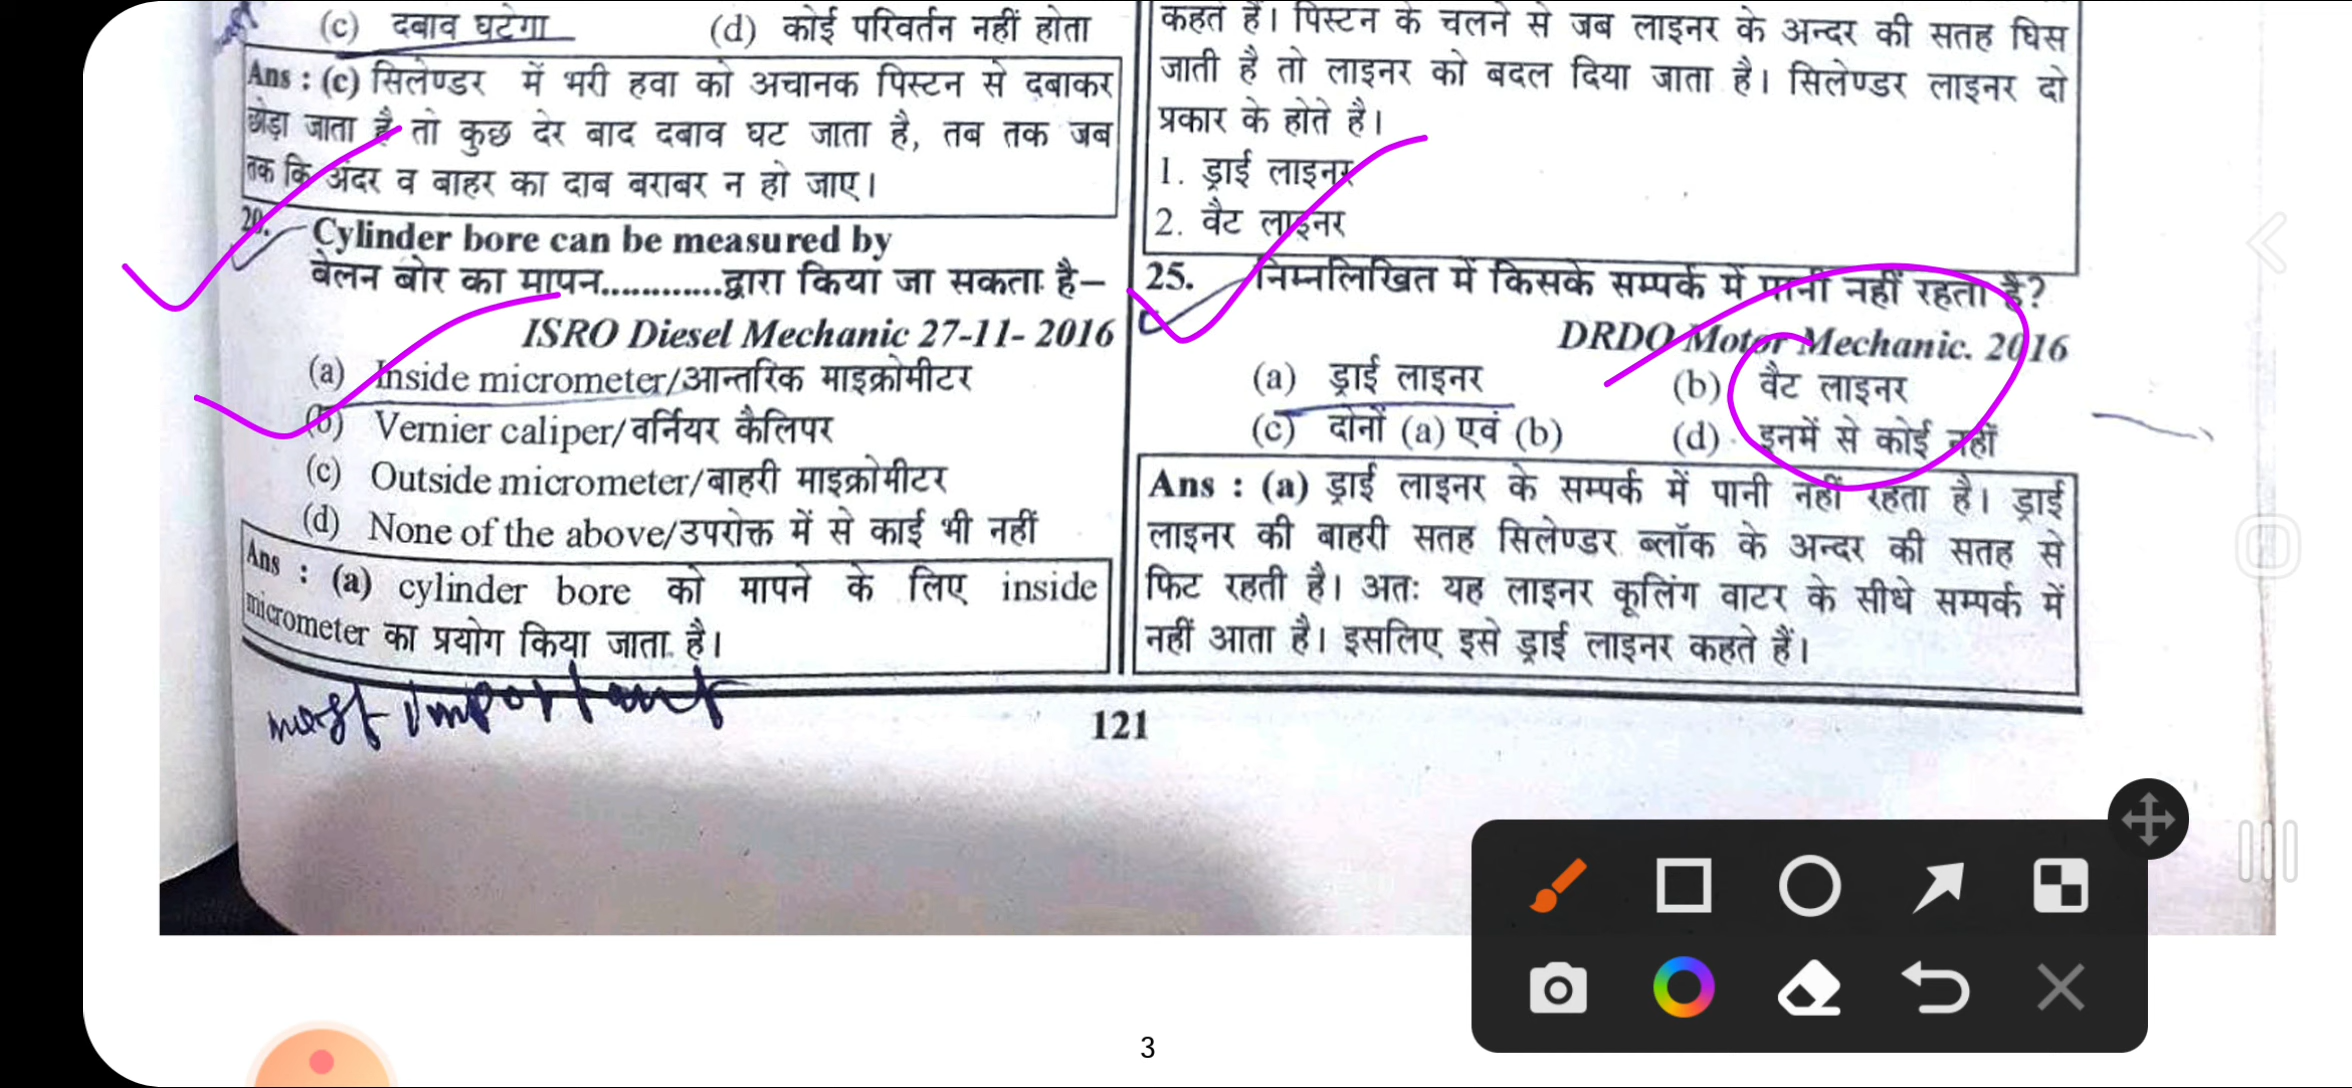 (c) दबाव घटेगा (d) कोई परिवर्तन नहीं होता
Ans : (c) सिलेण्डर में भरी हवा को अचानक पिस्टन से दबाकर
छोड़ा जाता है तो कुछ देर बाद दबाव घट जाता है, तब तक जब
तक कि अंदर व बाहर का दाब बराबर न हो जाए।
20. Cylinder bore can be measured by
बेलन बोर का मापन............द्वारा किया जा सकता है–
ISRO Diesel Mechanic 27-11- 2016
(a) Inside micrometer/आन्तरिक माइक्रोमीटर
(b) Vernier caliper/वर्नियर कैलिपर
(c) Outside micrometer/बाहरी माइक्रोमीटर
(d) None of the above/उपरोक्त में से काई भी नहीं
Ans : (a) cylinder bore को मापने के लिए inside
micrometer का प्रयोग किया जाता है।
most important
कहते हैं। पिस्टन के चलने से जब लाइनर के अन्दर की सतह घिस
जाती है तो लाइनर को बदल दिया जाता है। सिलेण्डर लाइनर दो
प्रकार के होते है।
1. ड्राई लाइनर
2. वैट लाइनर
25. निम्नलिखित में किसके सम्पर्क में पानी नहीं रहता है?
DRDO Motor Mechanic. 2016
(a) ड्राई लाइनर (b) वैट लाइनर
(c) दोनों (a) एवं (b) (d) इनमें से कोई नहीं
Ans : (a) ड्राई लाइनर के सम्पर्क में पानी नहीं रहता है। ड्राई
लाइनर की बाहरी सतह सिलेण्डर ब्लॉक के अन्दर की सतह से
फिट रहती है। अतः यह लाइनर कूलिंग वाटर के सीधे सम्पर्क में
नहीं आता है। इसलिए इसे ड्राई लाइनर कहते हैं।
121
3